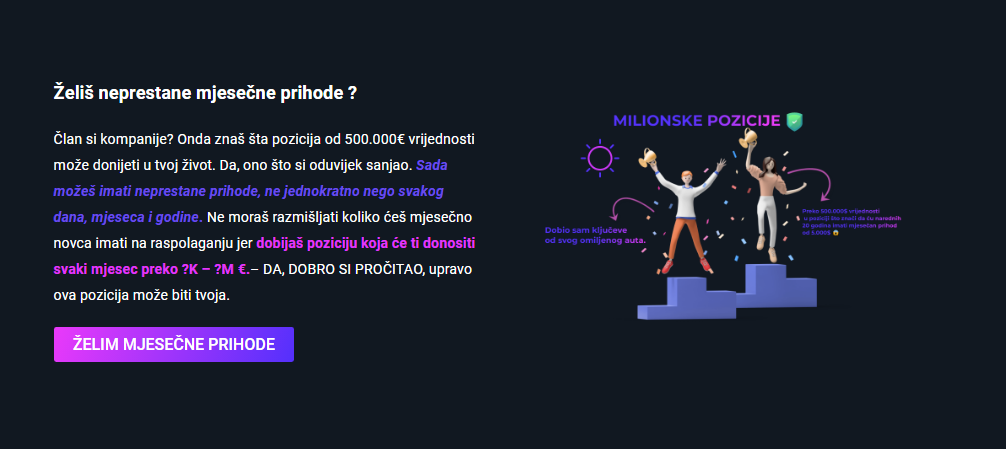 Želiš neprestane mjesečne prihode ?
Član si kompanije? Onda znaš šta pozicija od 500.000€ vrijednosti
može donijeti u tvoj život. Da, ono što si oduvijek sanjao. Sada
možeš imati neprestane prihode, ne jednokratno nego svakog
dana, mjeseca i godine. Ne moraš razmišljati koliko ćeš mjesečno
novca imati na raspolaganju jer dobijaš poziciju koja će ti donositi
svaki mjesec preko ?K – ?M €.– DA, DOBRO SI PROČITAO, upravo
ova pozicija može biti tvoja.
ŽELIM MJESEČNE PRIHODE
MILIONSKE POZICIJE
Dobio sam ključeve
od svog omiljenog auta.
Preko 500.000$ vrijednosti
u poziciji što znači da ću narednih
20 godina imati mjesečan prihod
od 5.000$